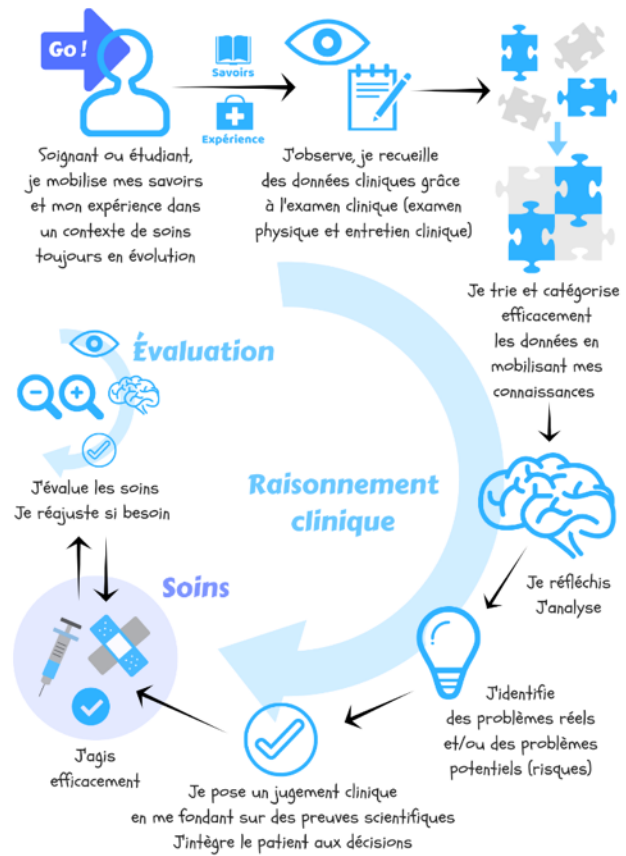 Go !
Savoirs
Expérience
Soignant ou étudiant,
je mobilise mes savoirs
et mon expérience dans
un contexte de soins
toujours en évolution
J'observe, je recueille
des données cliniques grâce
à l'examen clinique (examen
physique et entretien clinique)
Je trie et catégorise
efficacement
les données en
mobilisant mes
connaissances
Raisonnement
clinique
Je réfléchis
J'analyse
J'identifie
des problèmes réels
et/ou des problèmes
potentiels (risques)
Je pose un jugement clinique
en me fondant sur des preuves scientifiques
J'intègre le patient aux décisions
Soins
J'agis
efficacement
Évaluation
J'évalue les soins
Je réajuste si besoin